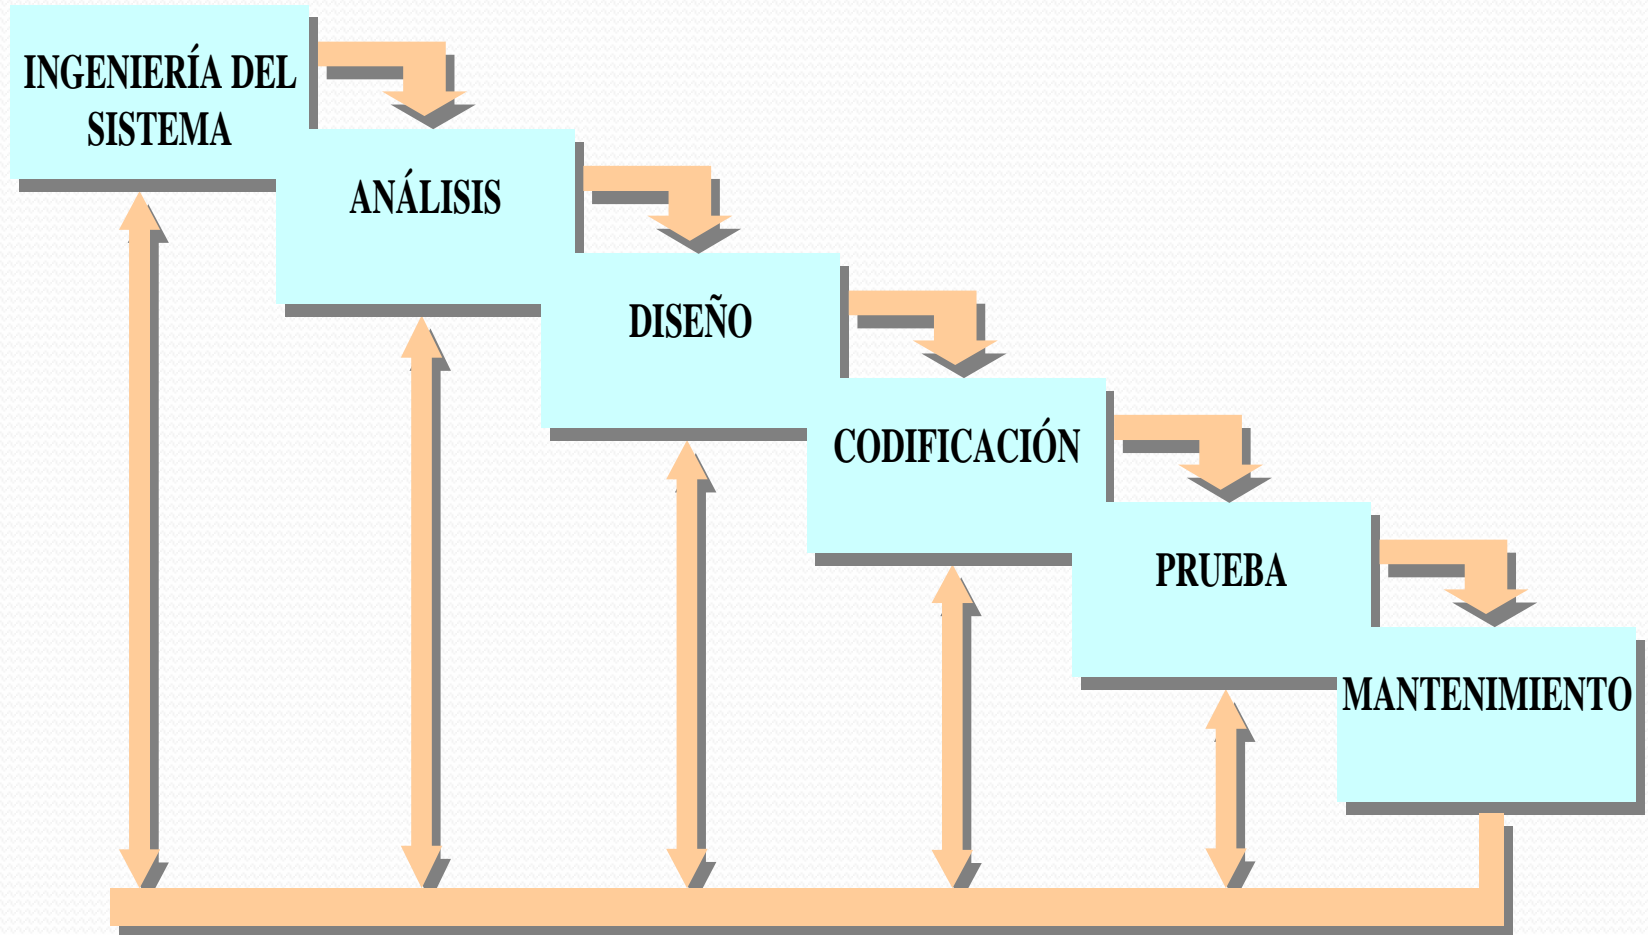 INGENIERÍA DEL
SISTEMA
ANÁLISIS
DISEÑO
CODIFICACIÓN
PRUEBA
MANTENIMIENTO